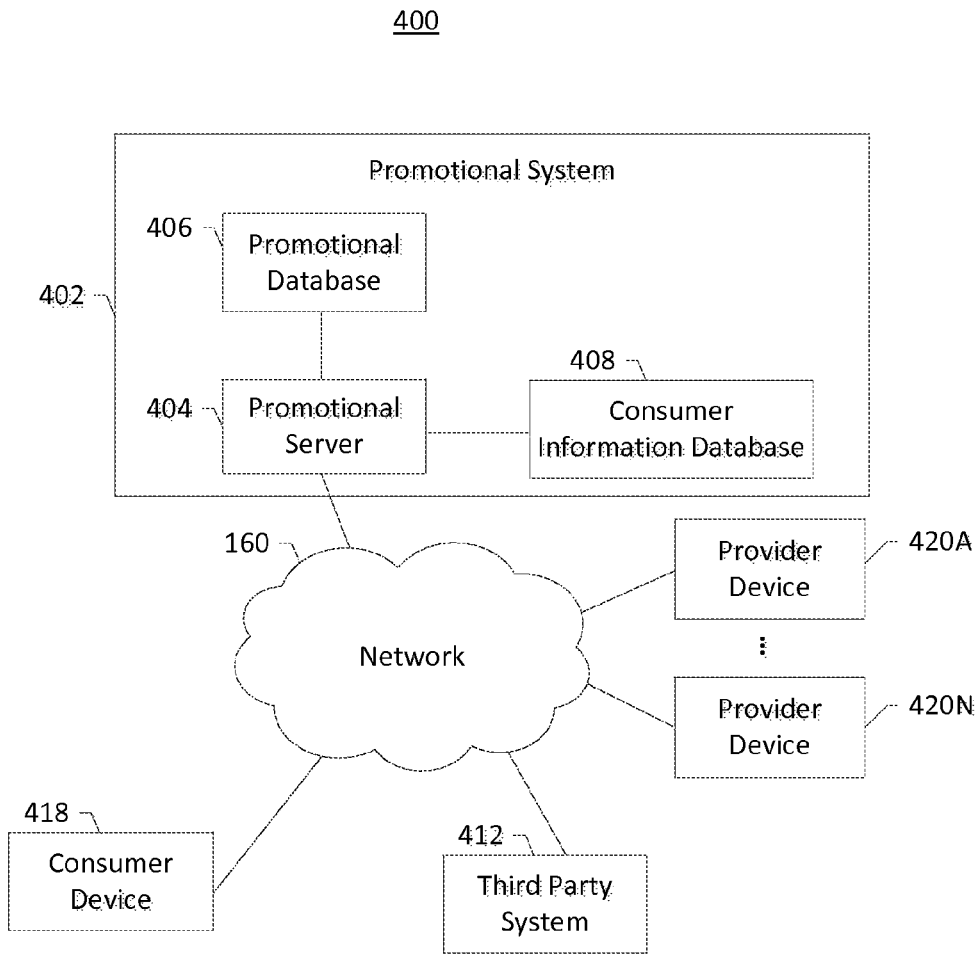 400
Promotional System
406
Promotional
Database
402
408
404
Promotional
Server
Consumer
Information Database
160
Provider
Device
420A
Network
Provider
Device
420N
418
Consumer
Device
412
Third Party
System